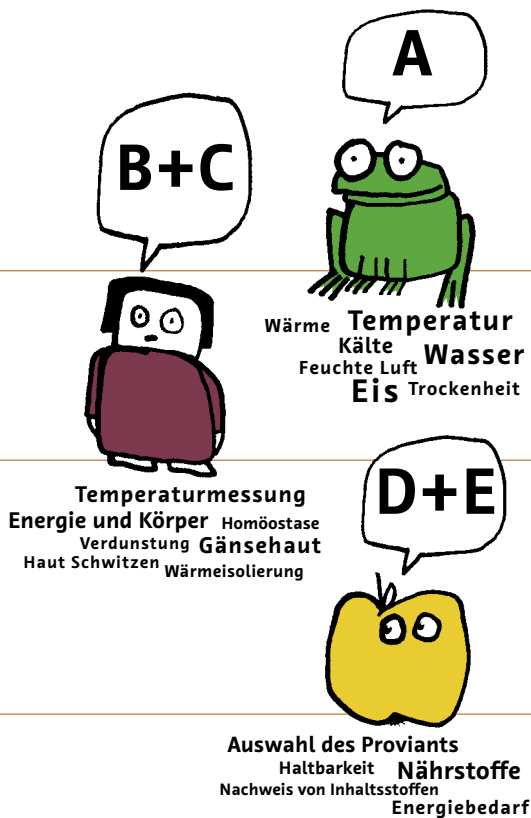 A
B+C
Wärme Temperatur
Kälte
Feuchte Luft Wasser
Eis Trockenheit
D+E
Temperaturmessung
Energie und Körper Homöostase
Verdunstung Gänsehaut
Haut Schwitzen Wärmeisolierung
Auswahl des Proviants
Haltbarkeit Nährstoffe
Nachweis von Inhaltsstoffen
Energiebedarf